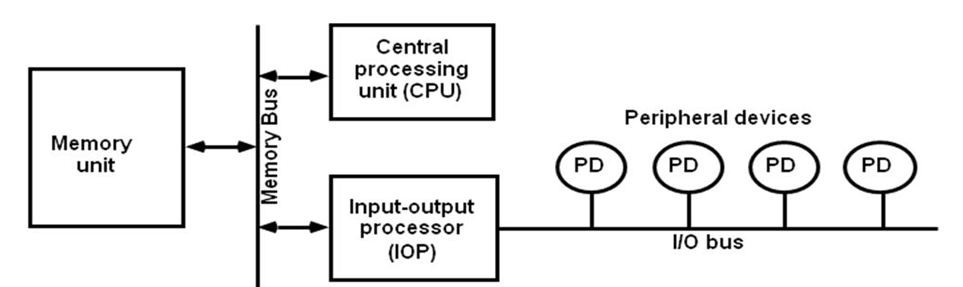 Memory
unit
Memory Bus
Central
processing
unit (CPU)
Input-output
processor
(IOP)
Peripheral devices
PD
PD
PD
PD
I/O bus